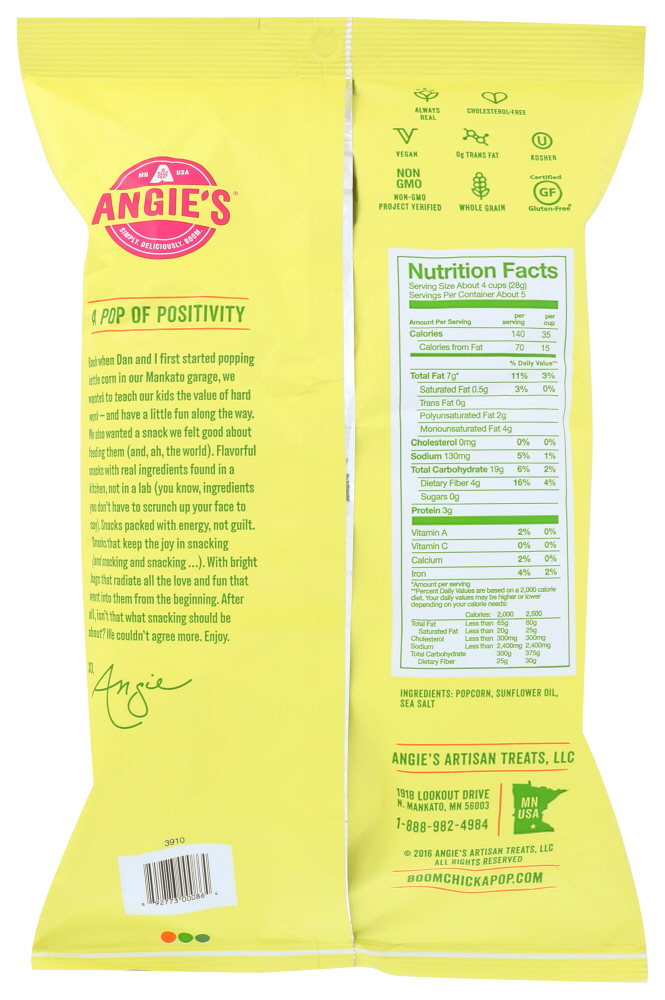 MN USA
ANGIE'S
SIMPLY. DELICIOUSLY. BOOM.
A POP OF POSITIVITY
Back when Dan and I first started popping
kettle corn in our Mankato garage, we
wanted to teach our kids the value of hard
work – and have a little fun along the way.
We also wanted a snack we felt good about
feeding them (and, ah, the world). Flavorful
snacks with real ingredients found in a
kitchen, not in a lab (you know, ingredients
you don't have to scrunch up your face to
say). Snacks packed with energy, not guilt.
Snacks that keep the joy in snacking
(and snacking and snacking ...). With bright
bags that radiate all the love and fun that
went into them from the beginning. After
all, isn't that what snacking should be
about? We couldn't agree more. Enjoy.
XO,
Angie
3910
8 92773 00086 6
ALWAYS
REAL
CHOLESTEROL-FREE
VEGAN
0g TRANS FAT
U
KOSHER
NON
GMO
NON-GMO
PROJECT VERIFIED
WHOLE GRAIN
Certified
GF
Gluten-Free
Nutrition Facts
Serving Size About 4 cups (28g)
Servings Per Container About 5
Amount Per Serving per serving per cup
Calories 140 35
Calories from Fat 70 15
% Daily Value**
Total Fat 7g* 11% 3%
Saturated Fat 0.5g 3% 0%
Trans Fat 0g
Polyunsaturated Fat 2g
Monounsaturated Fat 4g
Cholesterol 0mg 0% 0%
Sodium 130mg 5% 1%
Total Carbohydrate 19g 6% 2%
Dietary Fiber 4g 16% 4%
Sugars 0g
Protein 3g
Vitamin A 2% 0%
Vitamin C 0% 0%
Calcium 2% 0%
Iron 4% 2%
*Amount per serving
**Percent Daily Values are based on a 2,000 calorie
diet. Your daily values may be higher or lower
depending on your calorie needs:
Calories: 2,000 2,500
Total Fat Less than 65g 80g
Saturated Fat Less than 20g 25g
Cholesterol Less than 300mg 300mg
Sodium Less than 2,400mg 2,400mg
Total Carbohydrate 300g 375g
Dietary Fiber 25g 30g
INGREDIENTS: POPCORN, SUNFLOWER OIL,
SEA SALT
ANGIE'S ARTISAN TREATS, LLC
1918 LOOKOUT DRIVE
N. MANKATO, MN 56003
1-888-982-4984
MN
USA
© 2016 ANGIE'S ARTISAN TREATS, LLC
ALL RIGHTS RESERVED
BOOMCHICKAPOP.COM